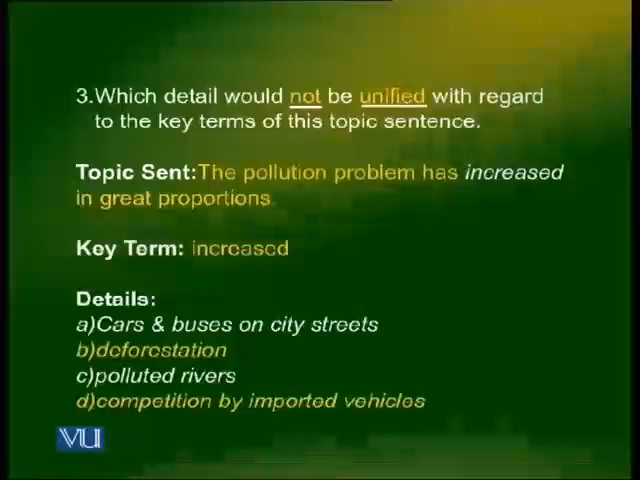 3.Which detail would not be unified with regard
to the key terms of this topic sentence.
Topic Sent:The pollution problem has increased
in great proportions
Key Term: increased
Details:
a)Cars & buses on city streets
b)deforestation
c)polluted rivers
d)competition by imported vehicles
VU